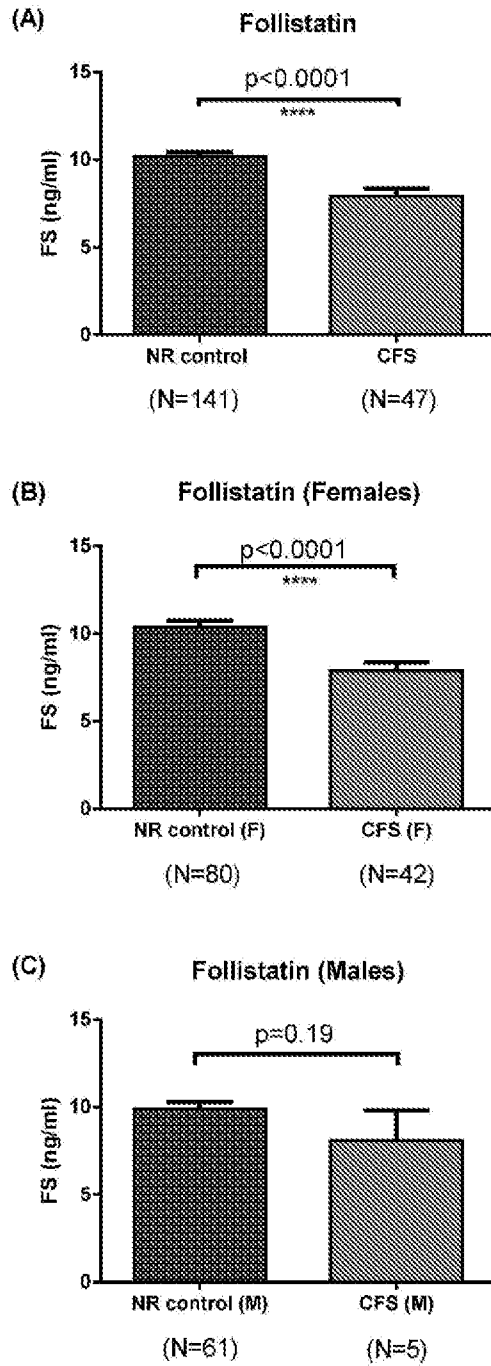 (A)
Follistatin
p<0.0001
****
15
10
5
0
FS (ng/ml)
NR control
CFS
(N=141)
(N=47)
(B)
Follistatin (Females)
p<0.0001
****
15
10
5
0
FS (ng/ml)
NR control (F)
CFS (F)
(N=80)
(N=42)
(C)
Follistatin (Males)
p=0.19
15
10
5
0
FS (ng/ml)
NR control (M)
CFS (M)
(N=61)
(N=5)